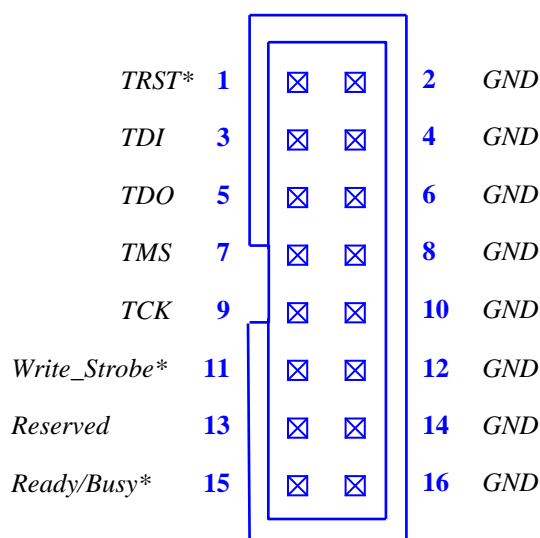 TRST* 1 2 GND
TDI 3 4 GND
TDO 5 6 GND
TMS 7 8 GND
TCK 9 10 GND
Write_Strobe* 11 12 GND
Reserved 13 14 GND
Ready/Busy* 15 16 GND